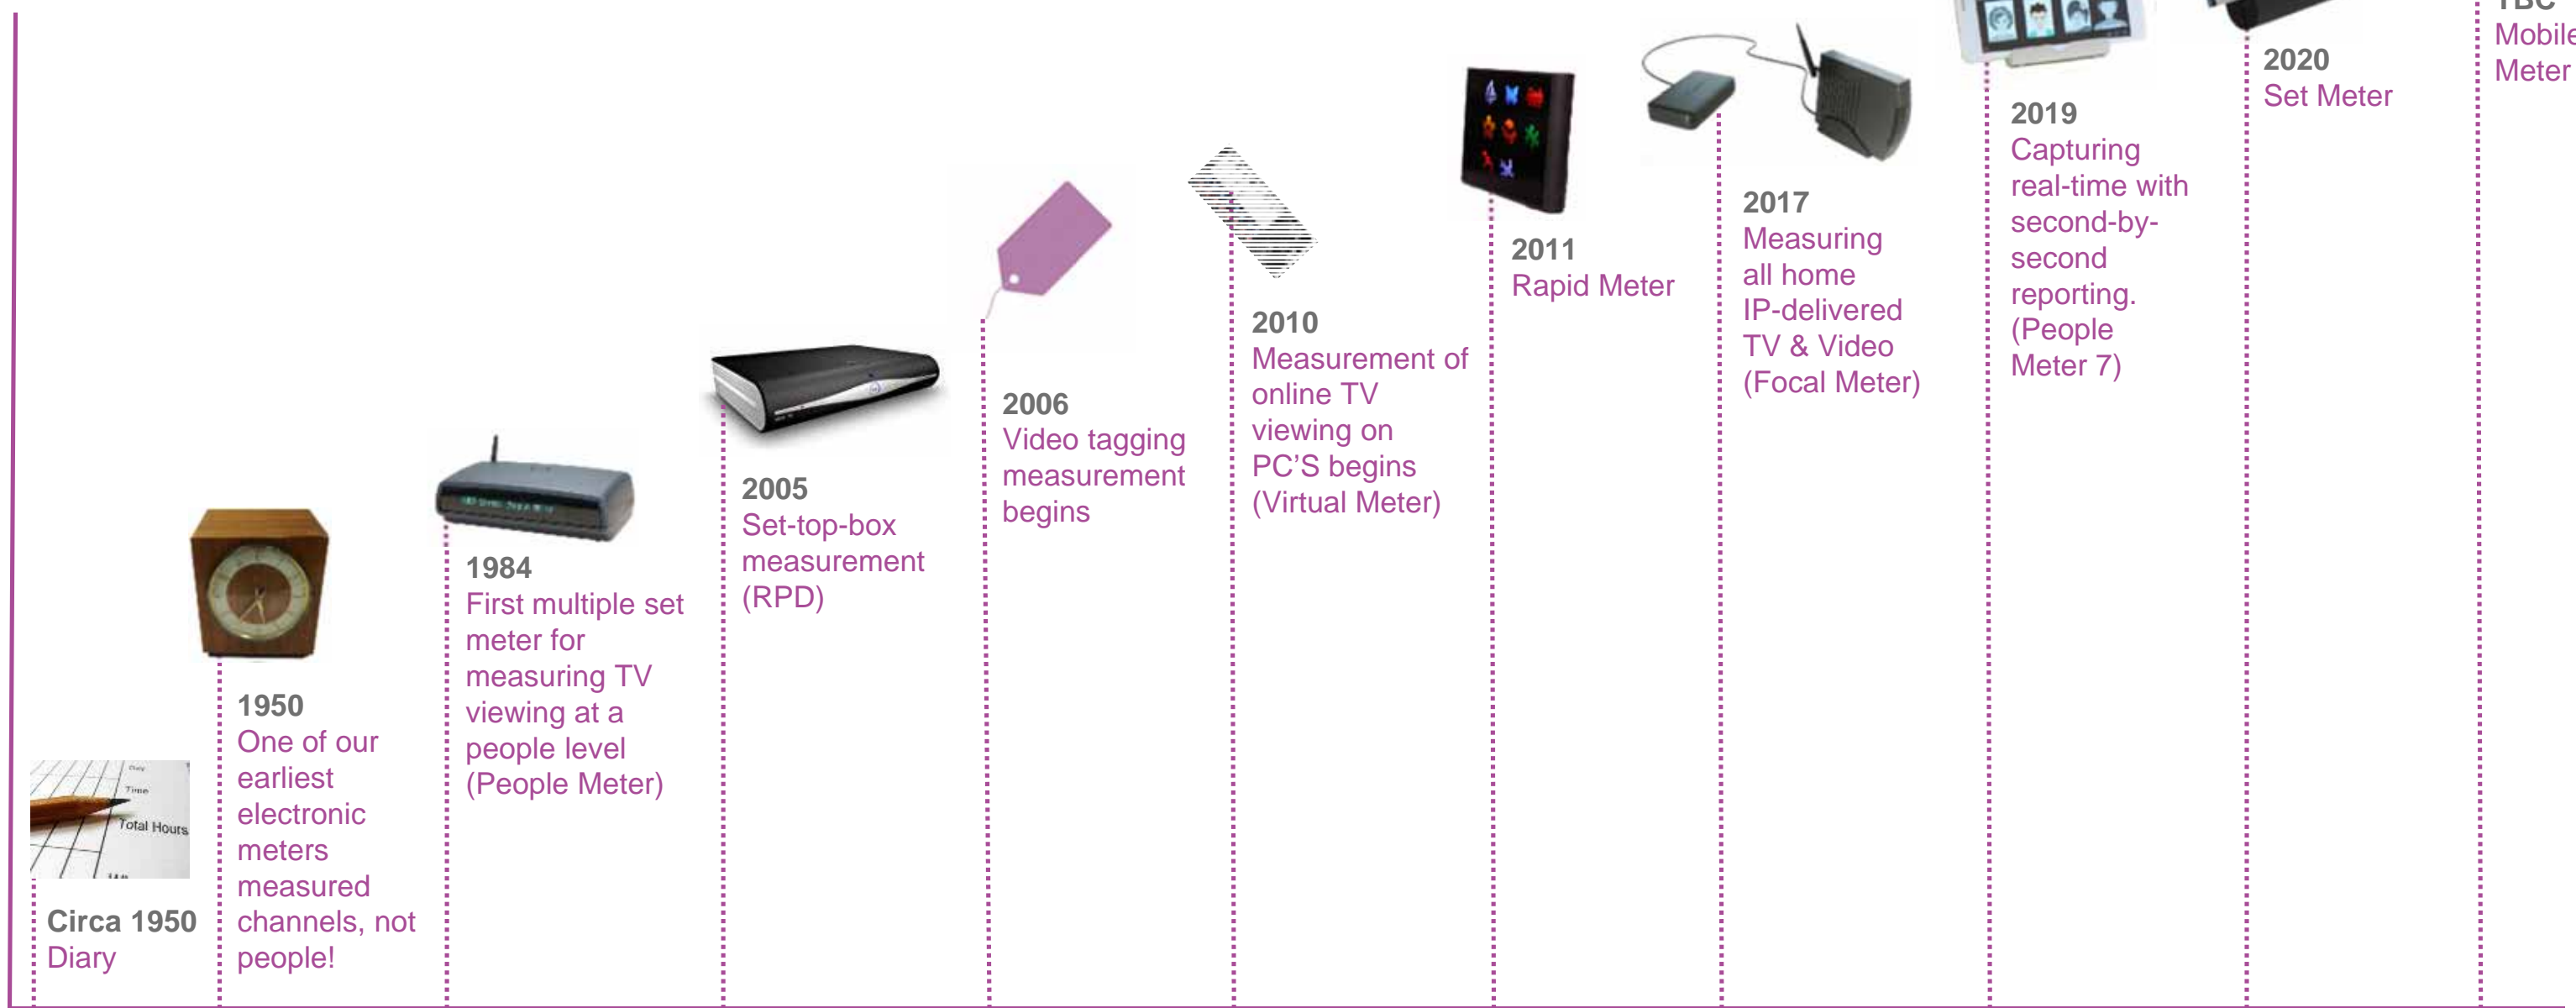 Circa 1950
Diary
Day
Time
Total Hours
1950
One of our
earliest
electronic
meters
measured
channels, not
people!
1984
First multiple set
meter for
measuring TV
viewing at a
people level
(People Meter)
2005
Set-top-box
measurement
(RPD)
2006
Video tagging
measurement
begins
2010
Measurement of
online TV
viewing on
PC’S begins
(Virtual Meter)
2011
Rapid Meter
2017
Measuring
all home
IP-delivered
TV & Video
(Focal Meter)
2019
Capturing
real-time with
second-by-
second
reporting.
(People
Meter 7)
2020
Set Meter
TBC
Mobile
Meter